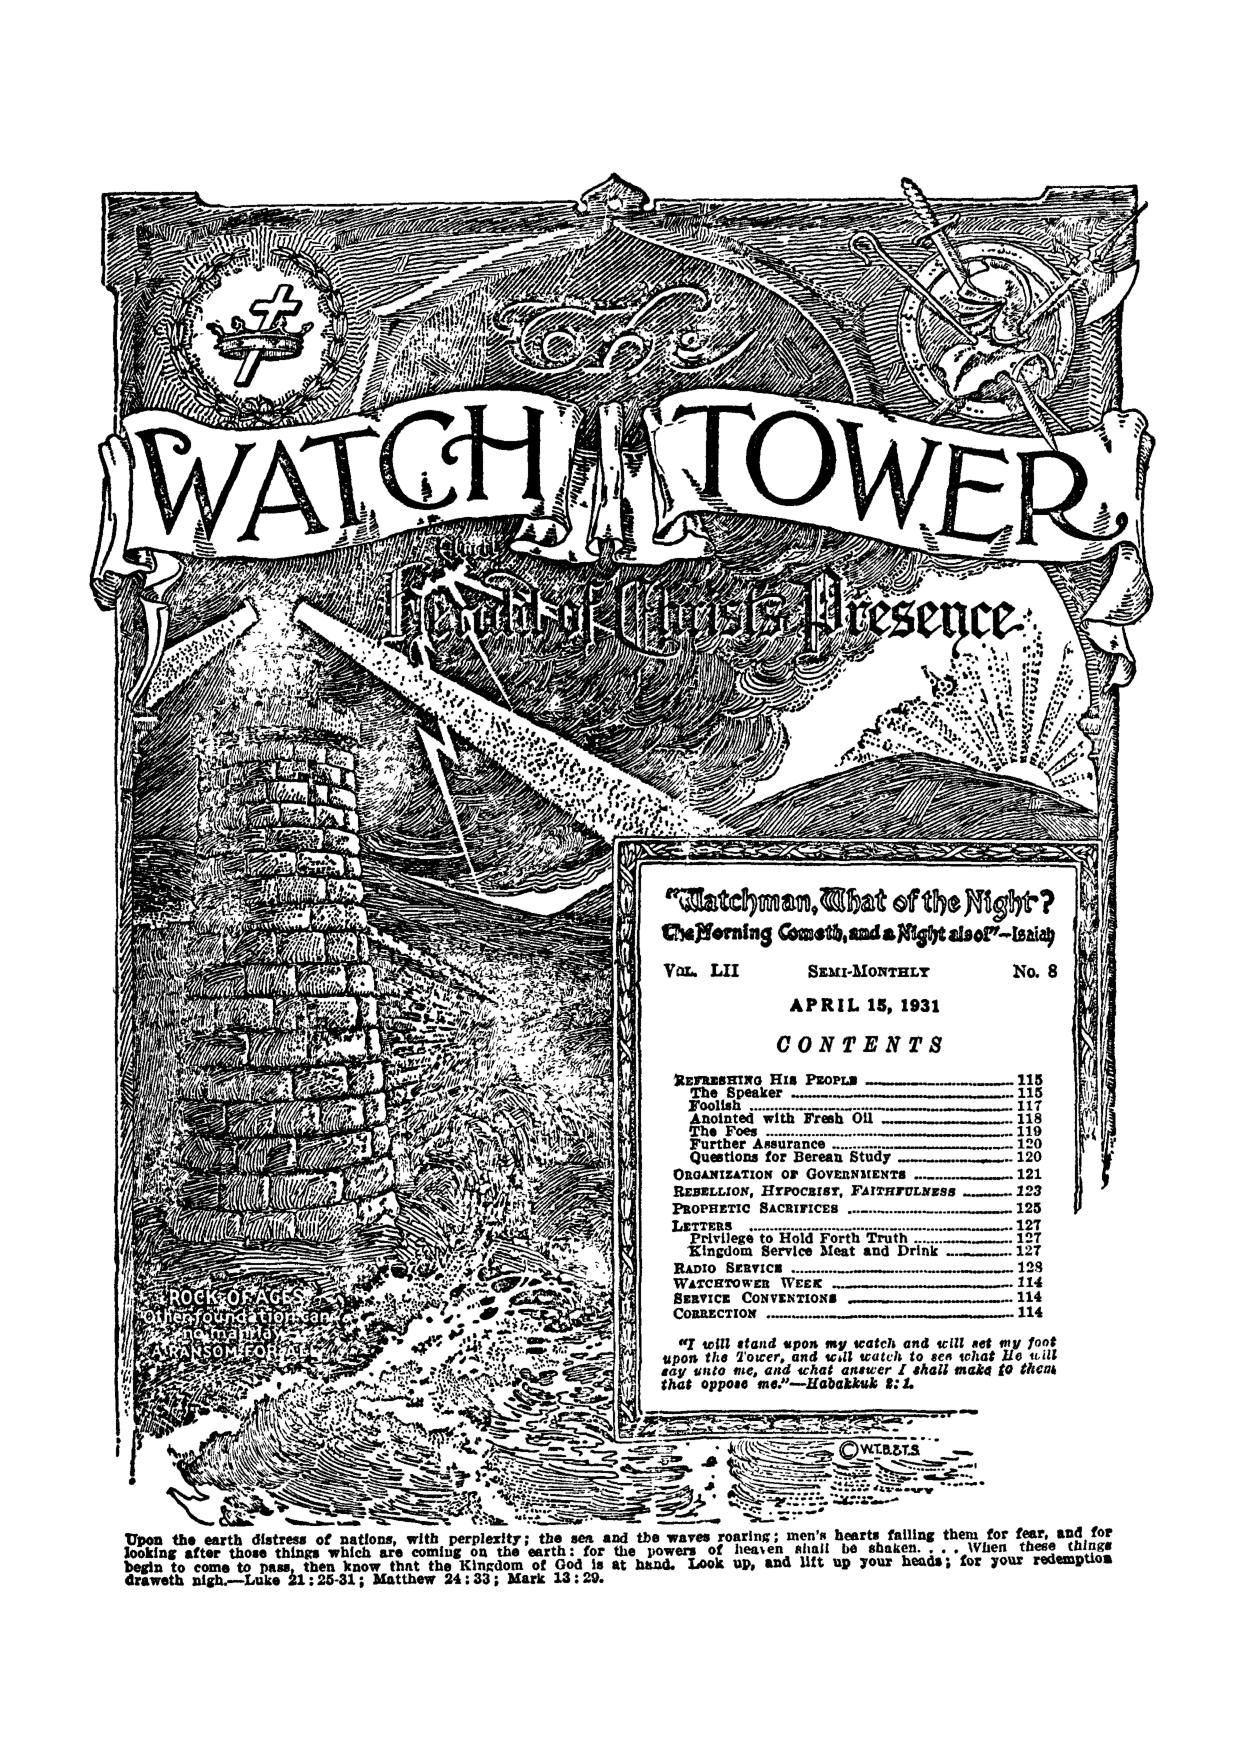 The
WATCH TOWER
And
Herald of Christs Presence
"Watchman, What of the Night?
The Morning Cometh, and a Night also!"—Isaiah
VOL. LII SEMI-MONTHLY No. 8
APRIL 15, 1931
CONTENTS
REFRESHING HIS PEOPLE 115
The Speaker 115
Foolish 117
Anointed with Fresh Oil 118
The Foes 119
Further Assurance 120
Questions for Berean Study 120
ORGANIZATION OF GOVERNMENTS 121
REBELLION, HYPOCRISY, FAITHFULNESS 123
PROPHETIC SACRIFICES 125
LETTERS 127
Privilege to Hold Forth Truth 127
Kingdom Service Meat and Drink 127
RADIO SERVICE 128
WATCHTOWER WEEK 114
SERVICE CONVENTIONS 114
CORRECTION 114
"I will stand upon my watch and will set my foot
upon the Tower, and will watch to see what He will
say unto me, and what answer I shall make to them
that oppose me."—Habakkuk 2:1.
ROCK OF AGES
Other foundation can
no man lay
A RANSOM FOR ALL
©W.T.B.&T.S.
Upon the earth distress of nations, with perplexity; the sea and the waves roaring; men's hearts failing them for fear, and for
looking after those things which are coming on the earth: for the powers of heaven shall be shaken. . . . When these things
begin to come to pass, then know that the Kingdom of God is at hand. Look up, and lift up your heads; for your redemption
draweth nigh.—Luke 21:25-31; Matthew 24:33; Mark 13:29.